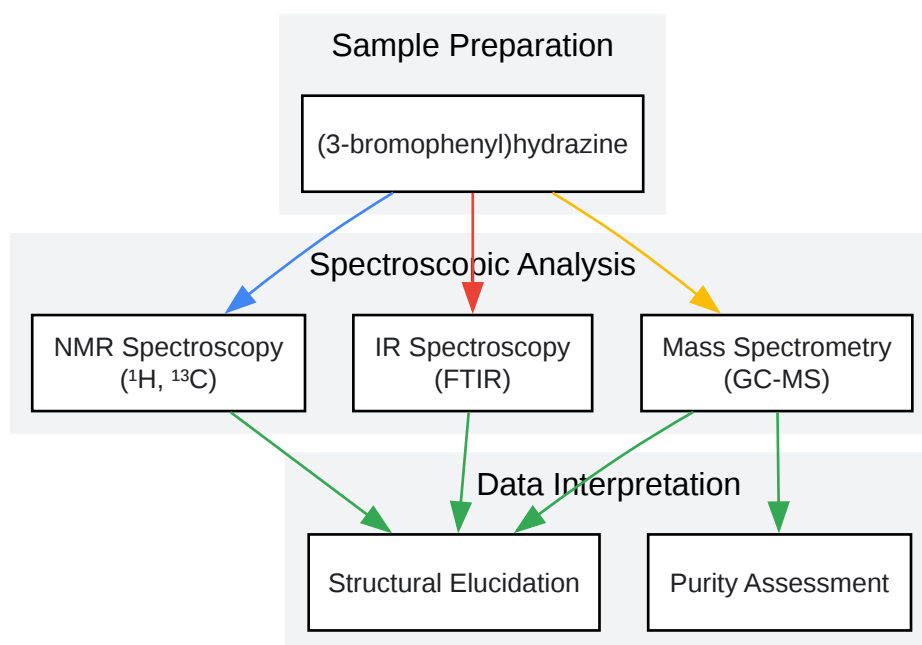 Sample Preparation
(3-bromophenyl)hydrazine
Spectroscopic Analysis
NMR Spectroscopy
(¹H, ¹³C)
IR Spectroscopy
(FTIR)
Mass Spectrometry
(GC-MS)
Data Interpretation
Structural Elucidation
Purity Assessment